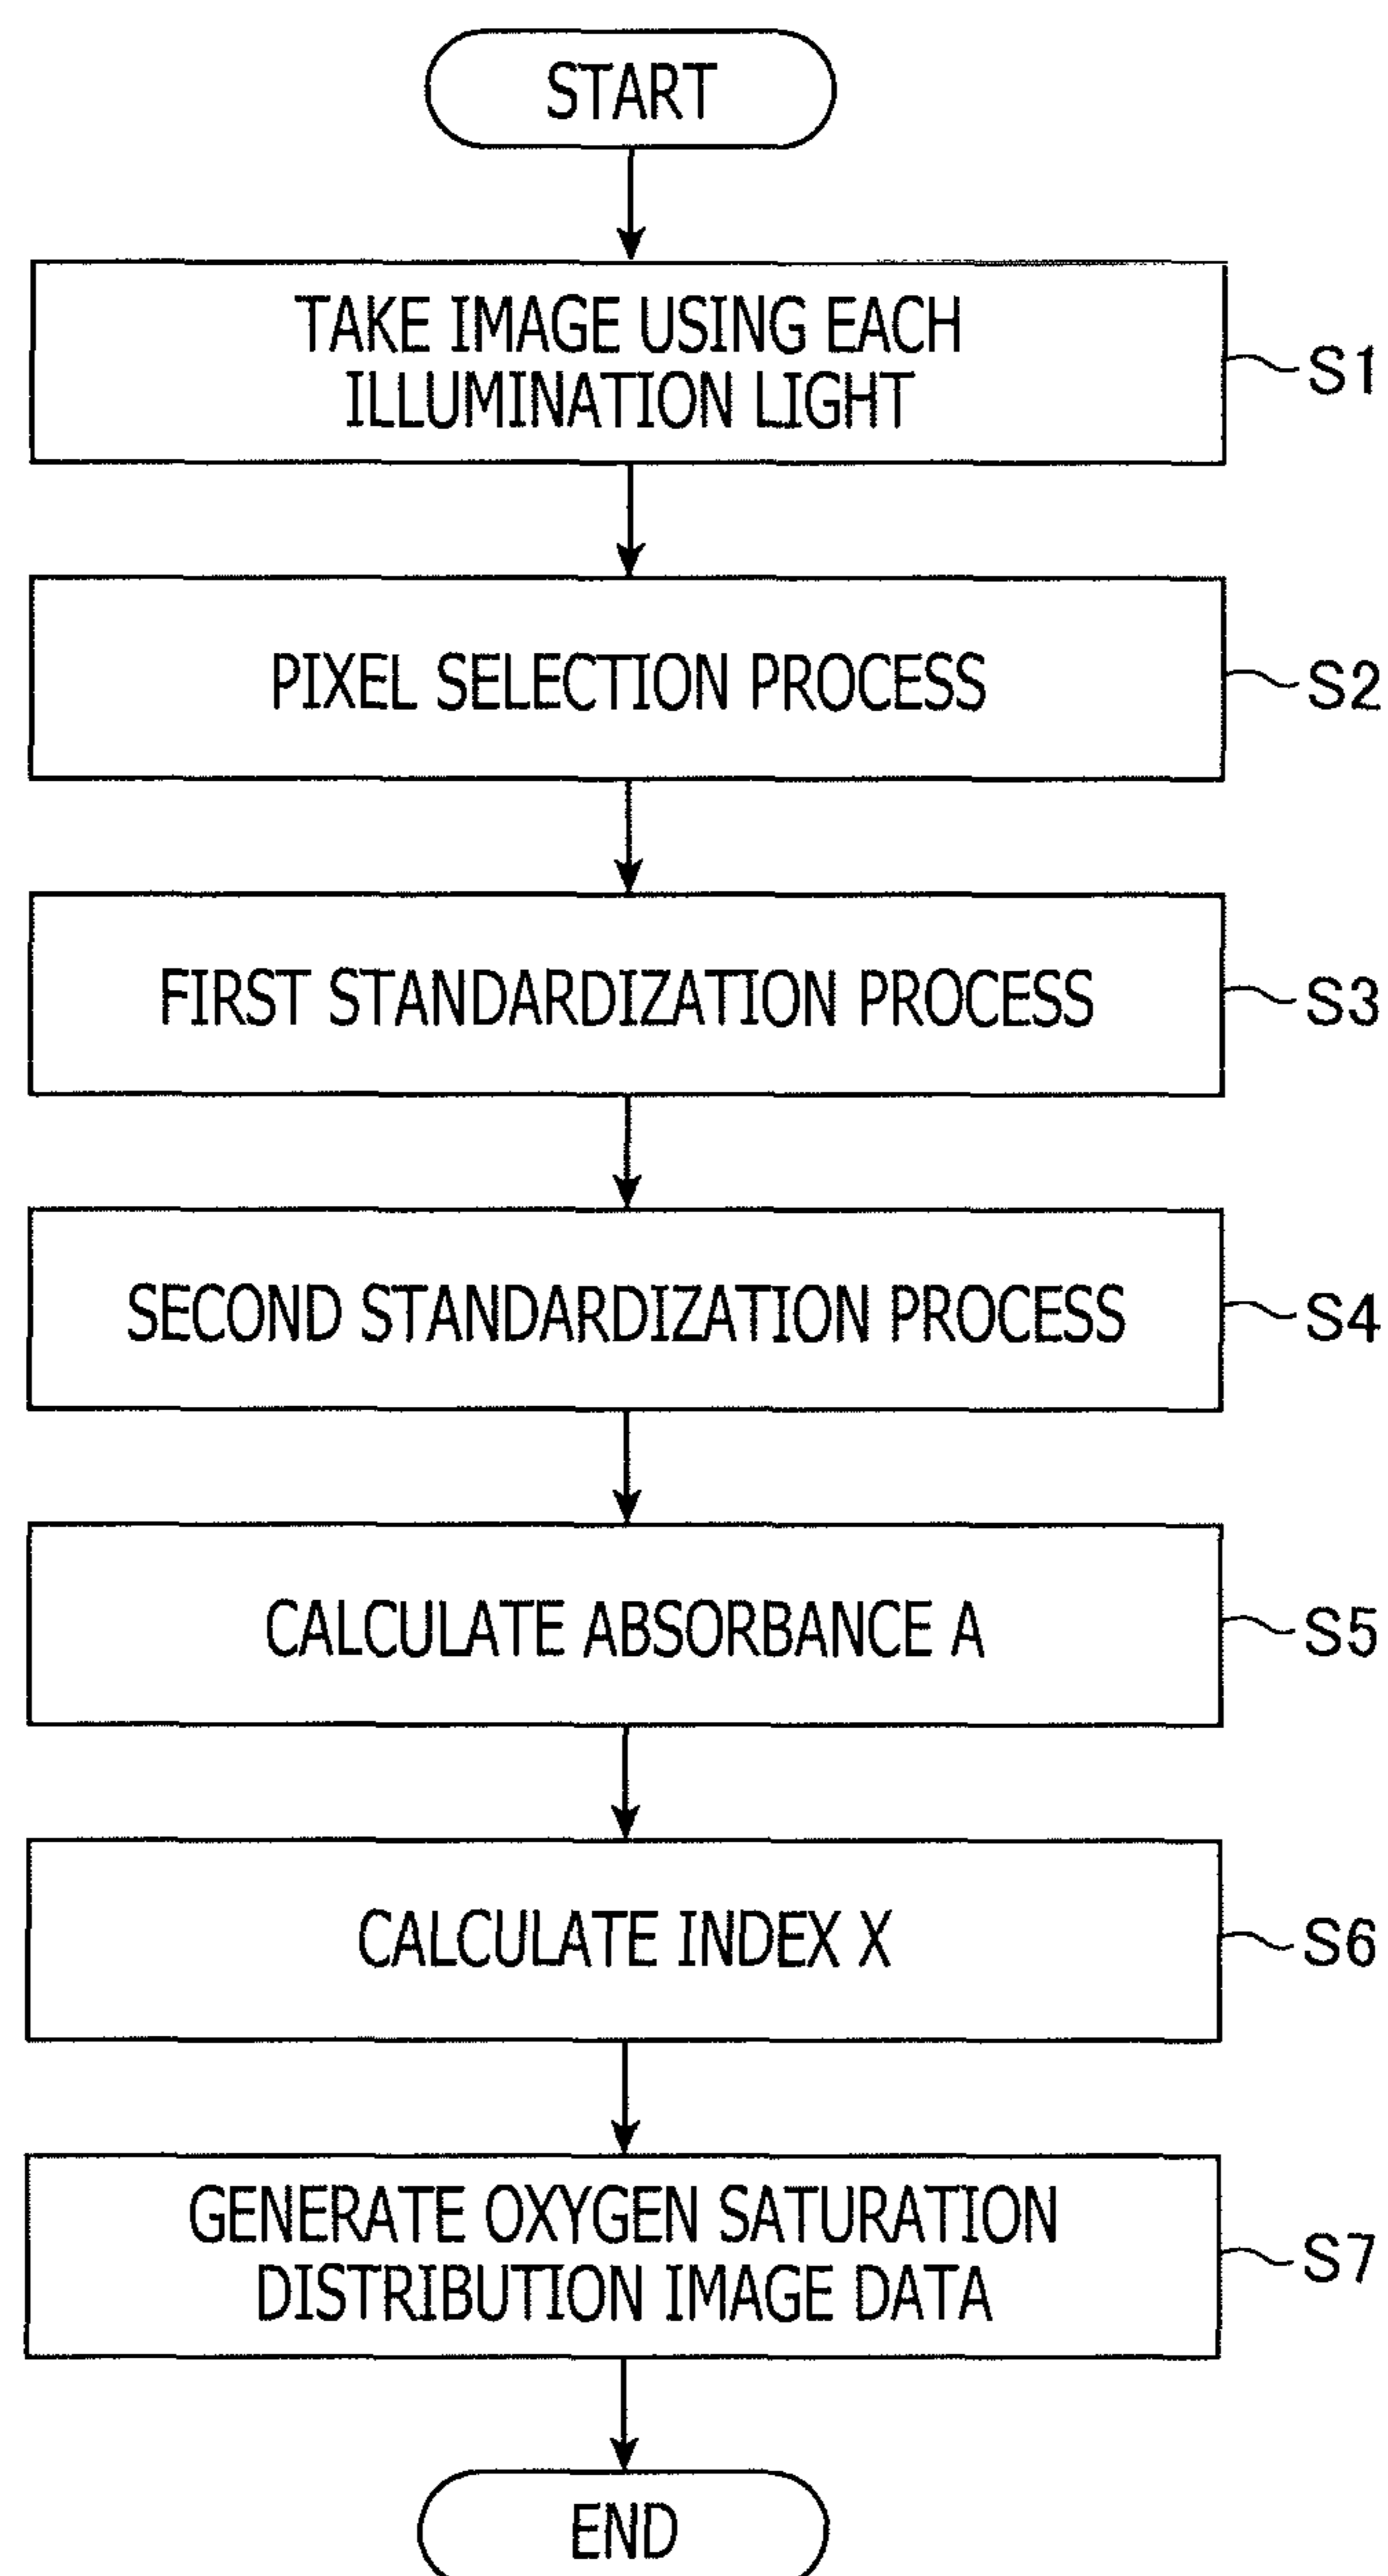 START
TAKE IMAGE USING EACH
ILLUMINATION LIGHT
S1
PIXEL SELECTION PROCESS
S2
FIRST STANDARDIZATION PROCESS
S3
SECOND STANDARDIZATION PROCESS
S4
CALCULATE ABSORBANCE A
S5
CALCULATE INDEX X
S6
GENERATE OXYGEN SATURATION
DISTRIBUTION IMAGE DATA
S7
END